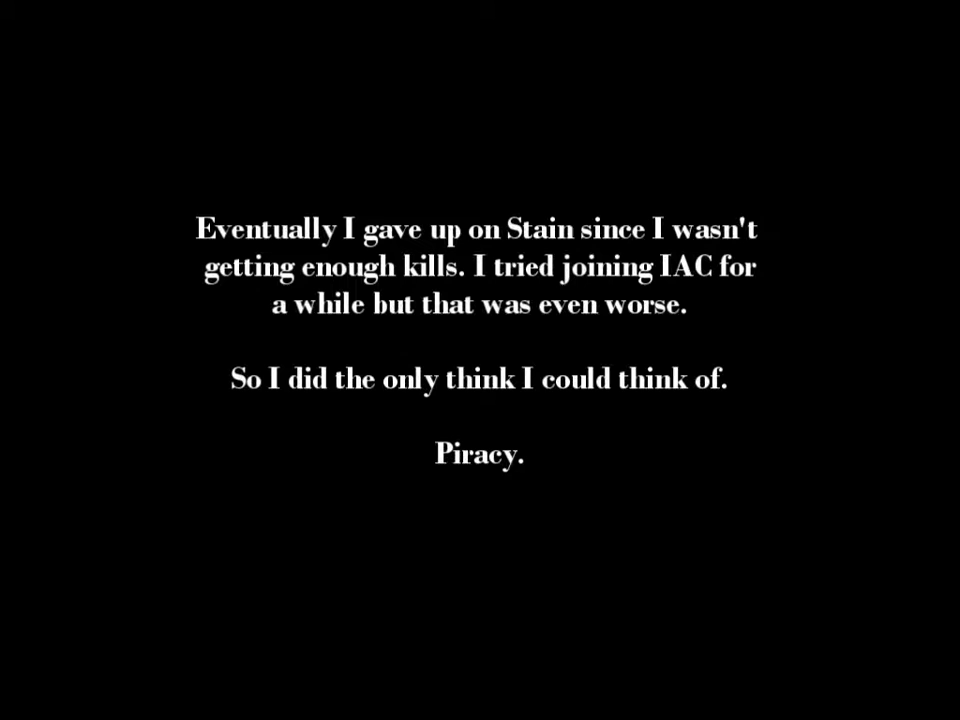 Eventually I gave up on Stain since I wasn't
getting enough kills. I tried joining IAC for
a while but that was even worse.
So I did the only think I could think of.
Piracy.